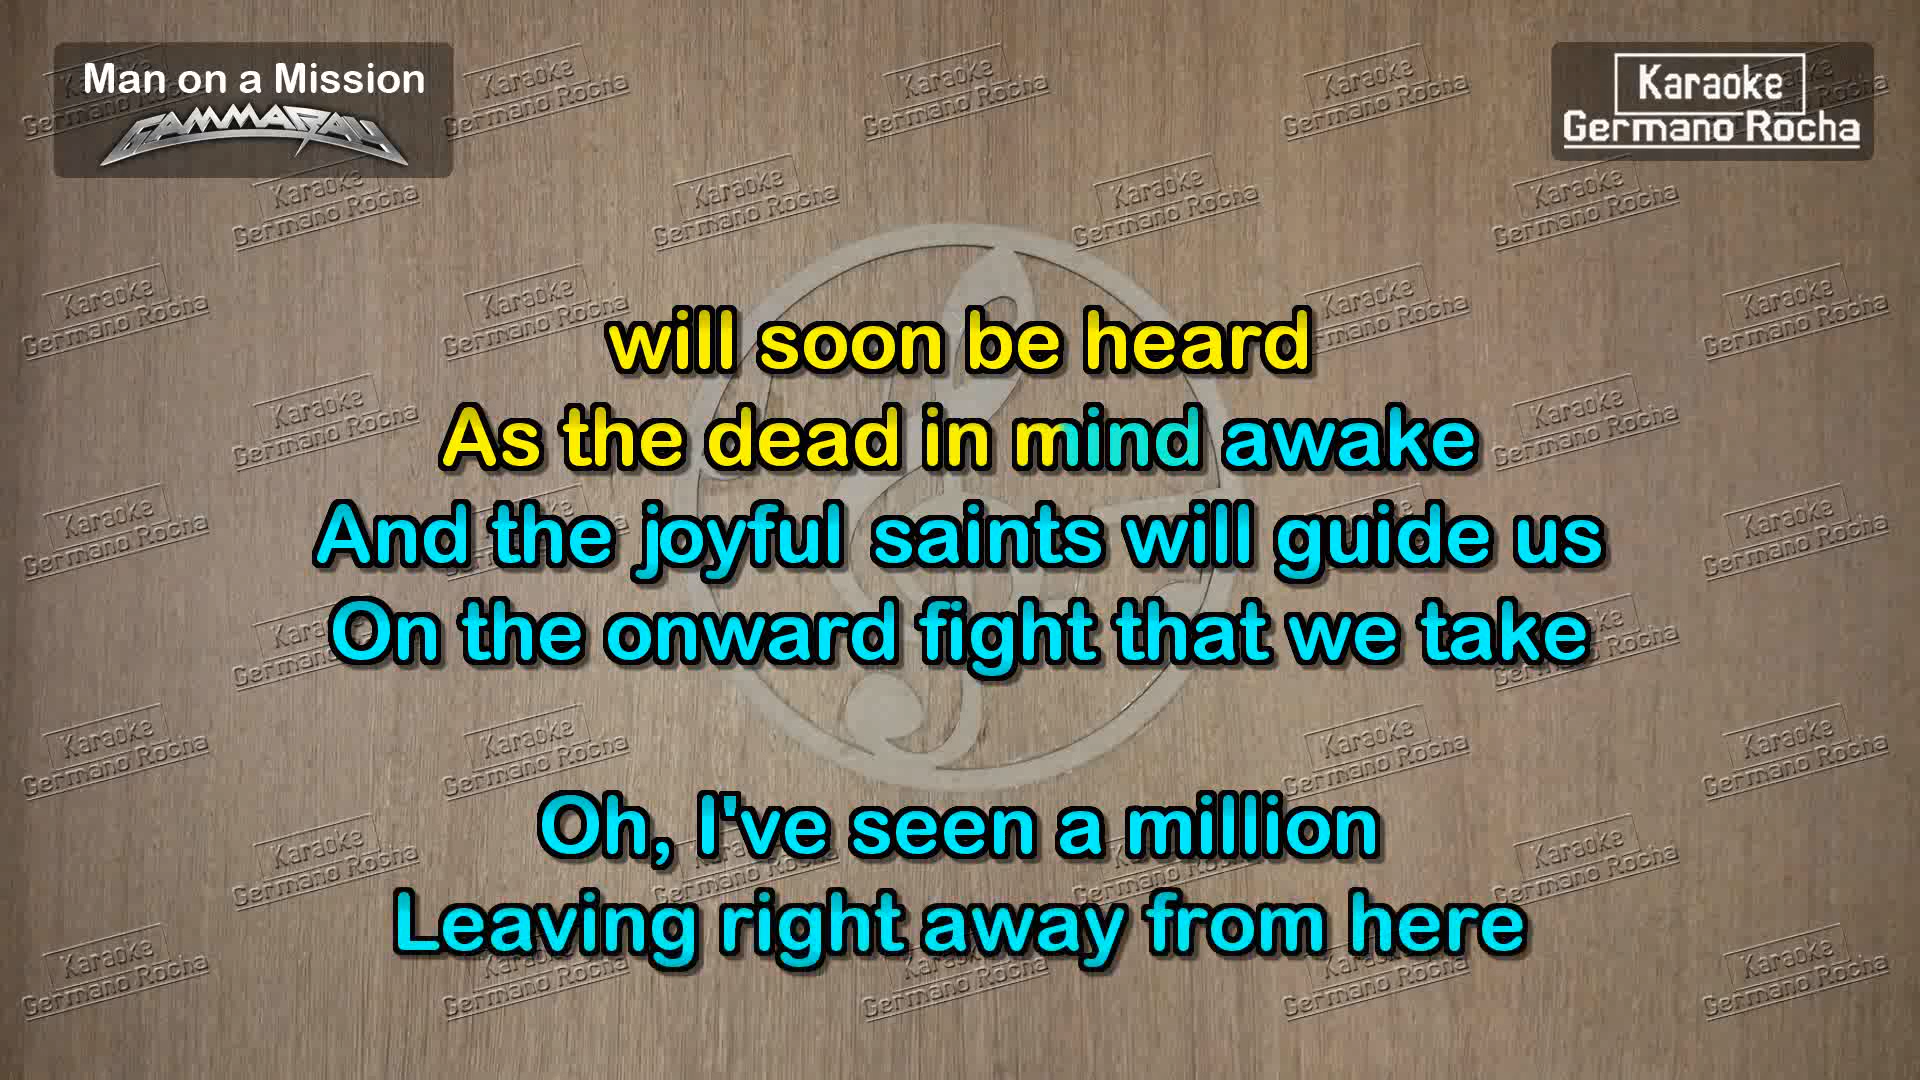 Man on a Mission
GAMMARAY
Karaoke
Germano Rocha
will soon be heard
As the dead in mind awake
And the joyful saints will guide us
On the onward fight that we take
Oh, I've seen a million
Leaving right away from here